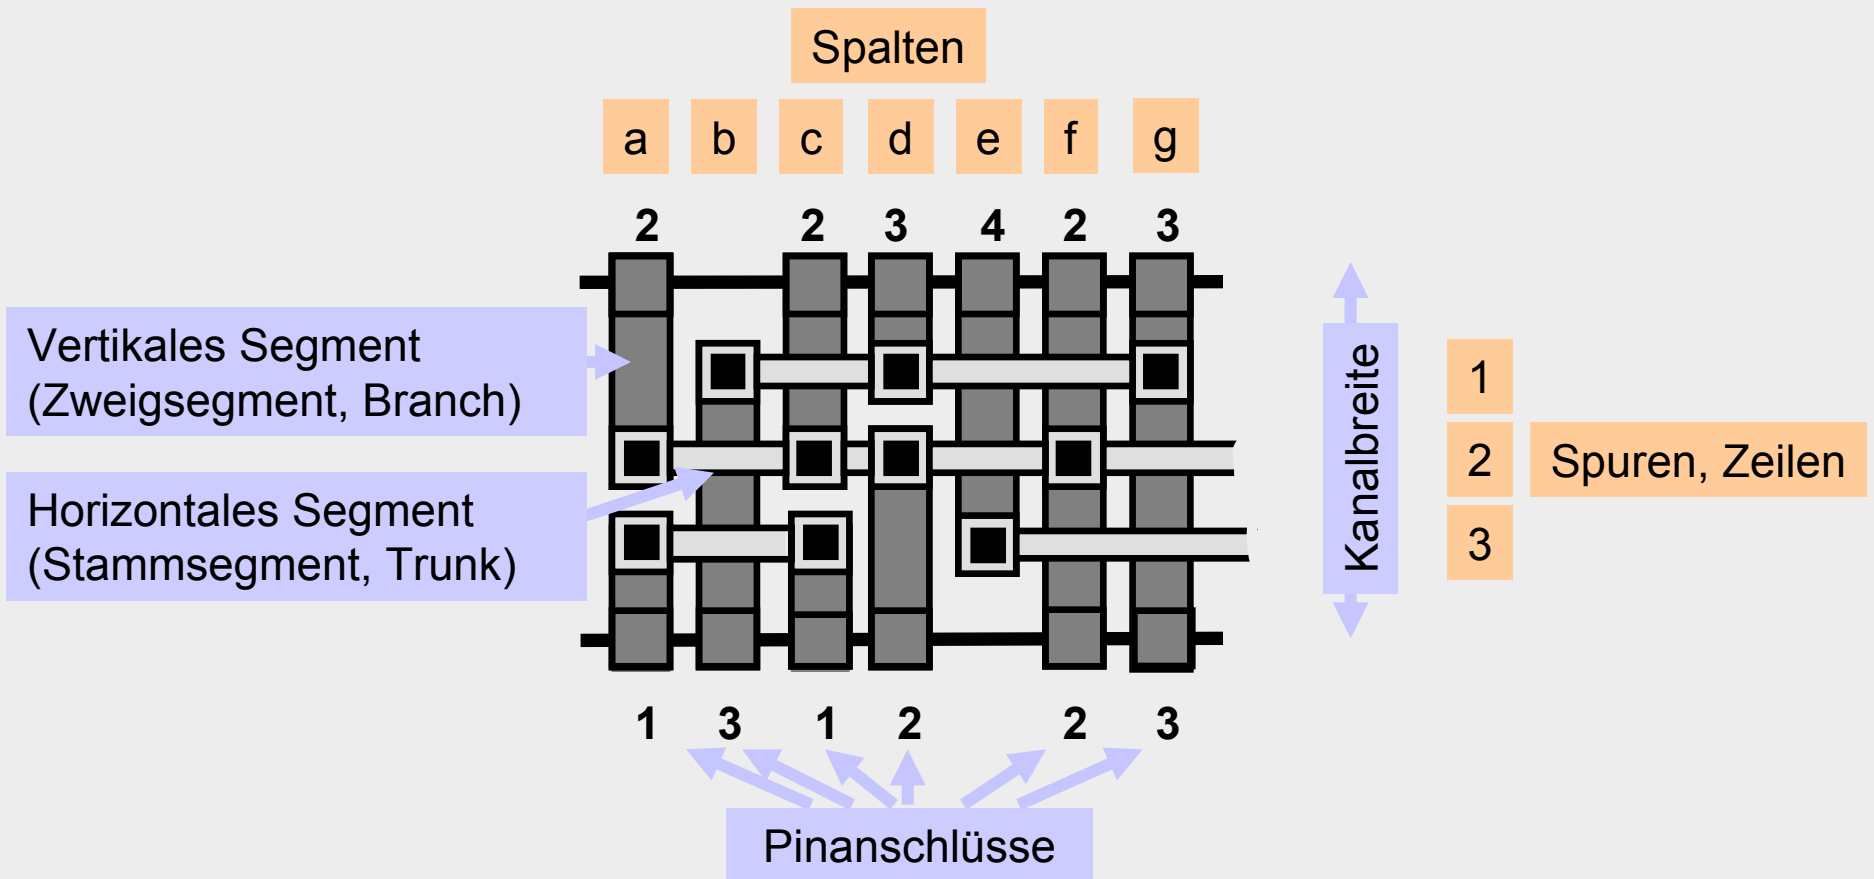 Spalten
a b c d e f g
2 2 3 4 2 3
Vertikales Segment
(Zweigsegment, Branch)
Horizontales Segment
(Stammsegment, Trunk)
Kanalbreite
1
2 Spuren, Zeilen
3
1 3 1 2 2 3
Pinanschlüsse